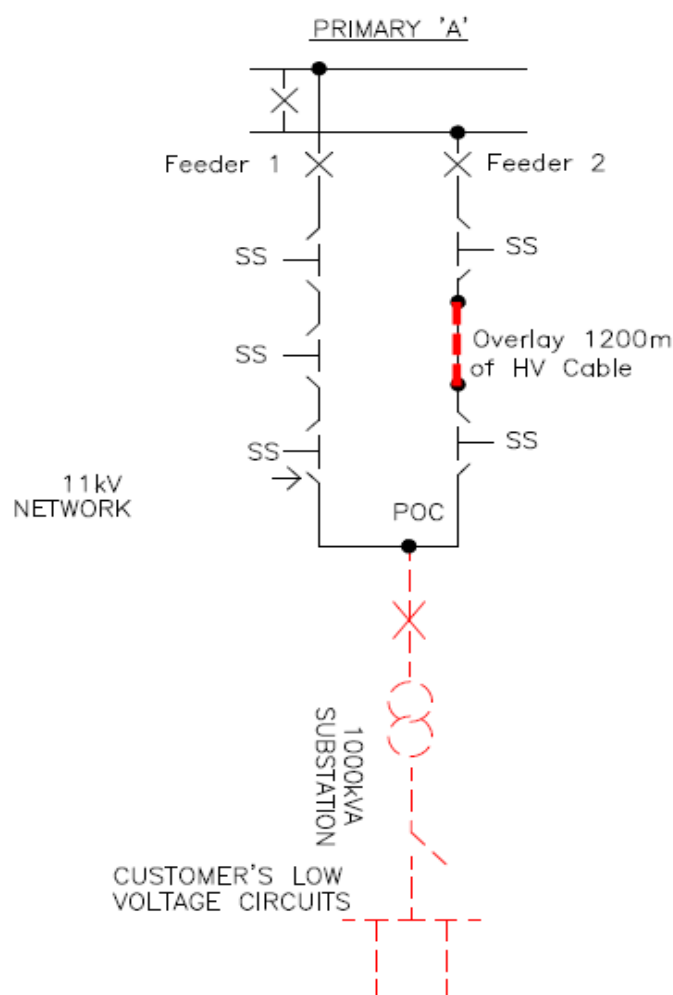 PRIMARY 'A'
Feeder 1
Feeder 2
SS
SS
SS
Overlay 1200m
of HV Cable
SS
SS
11kV
NETWORK
POC
1000kVA
SUBSTATION
CUSTOMER'S LOW
VOLTAGE CIRCUITS